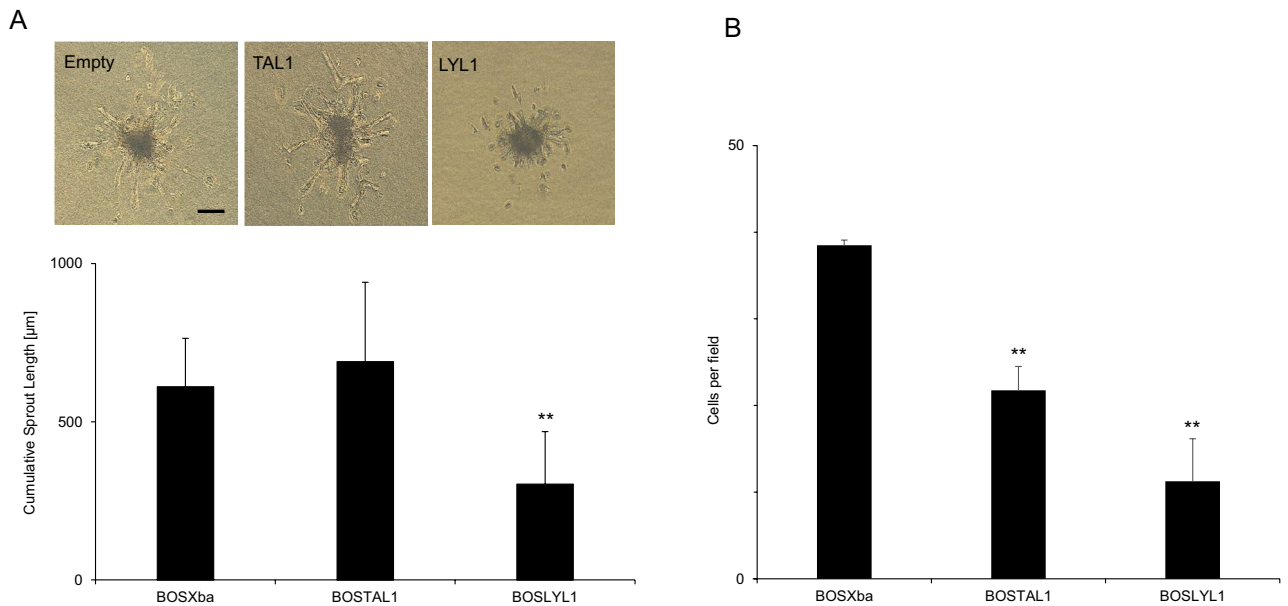 A
B
Empty
TAL1
LYL1
1000
500
0
Cumulative Sprout Length [µm]
**
BOSXba
BOSTAL1
BOSLYL1
50
0
Cells per field
**
**
BOSXba
BOSTAL1
BOSLYL1